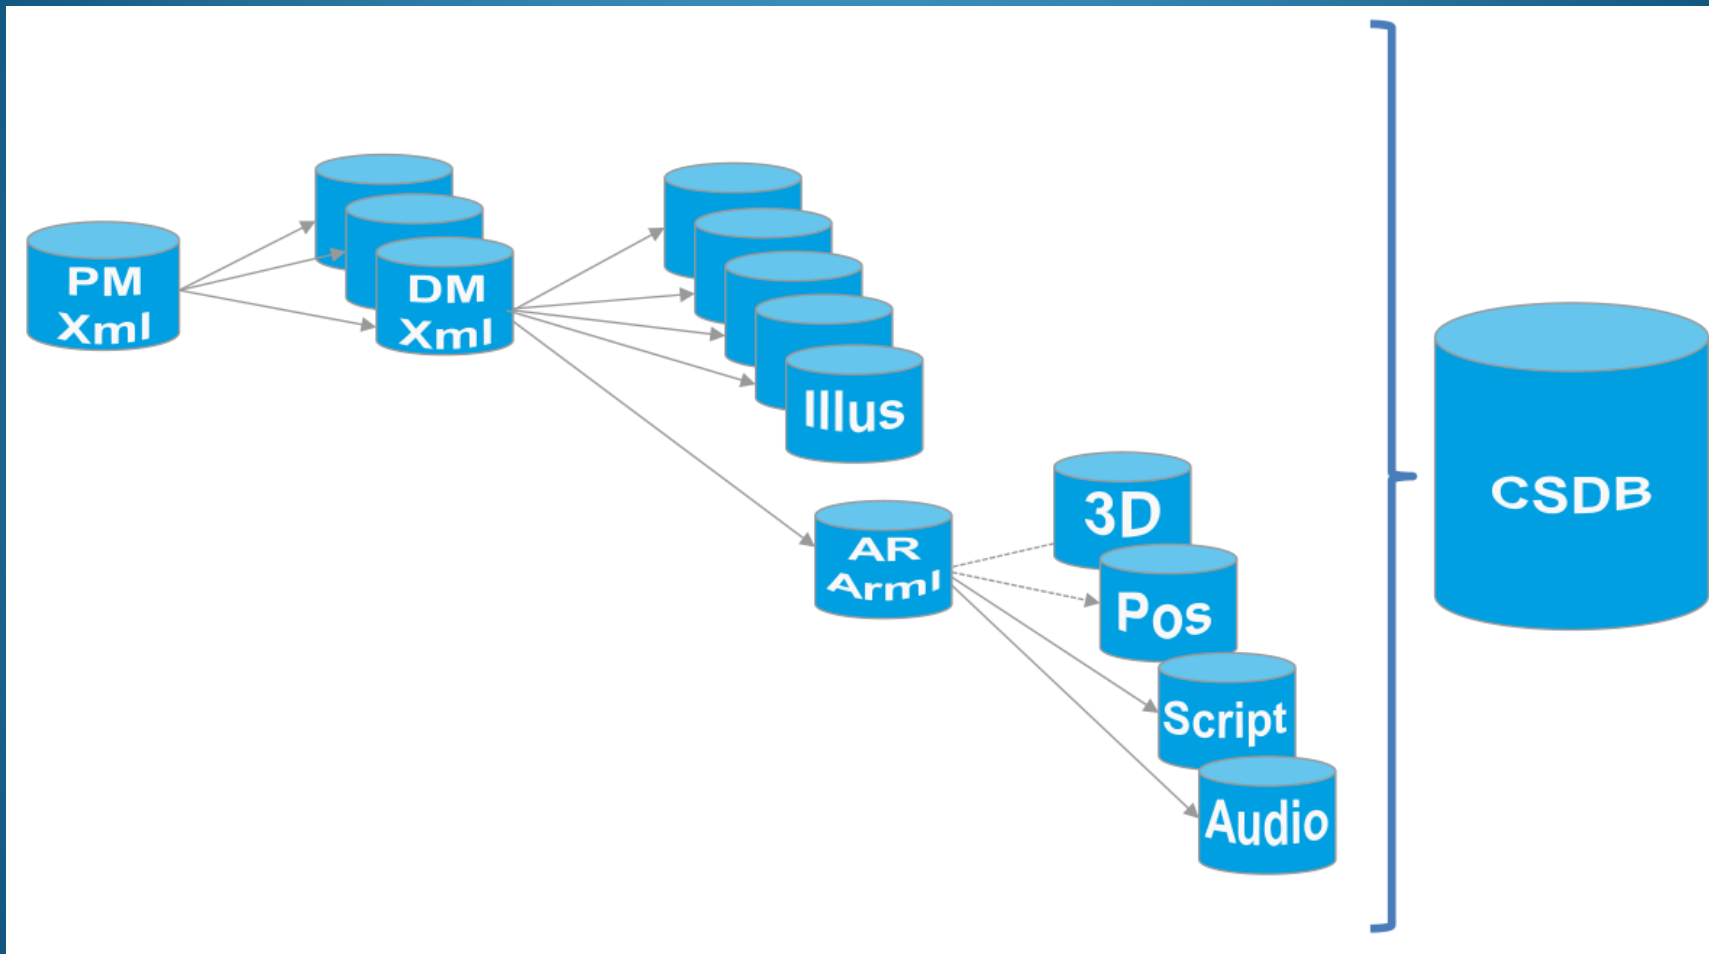 PM
Xml
DM
Xml
Illus
AR
Arml
3D
Pos
Script
Audio
CSDB